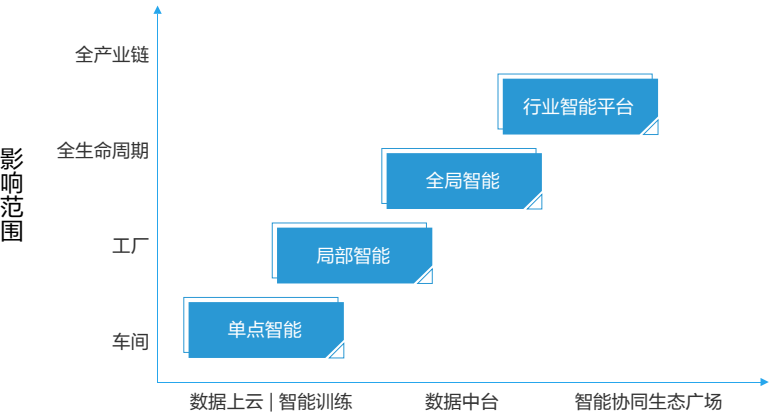 全产业链
行业智能平台
全生命周期
全局智能
影响范围
工厂
局部智能
单点智能
车间
数据上云 | 智能训练
数据中台
智能协同生态广场